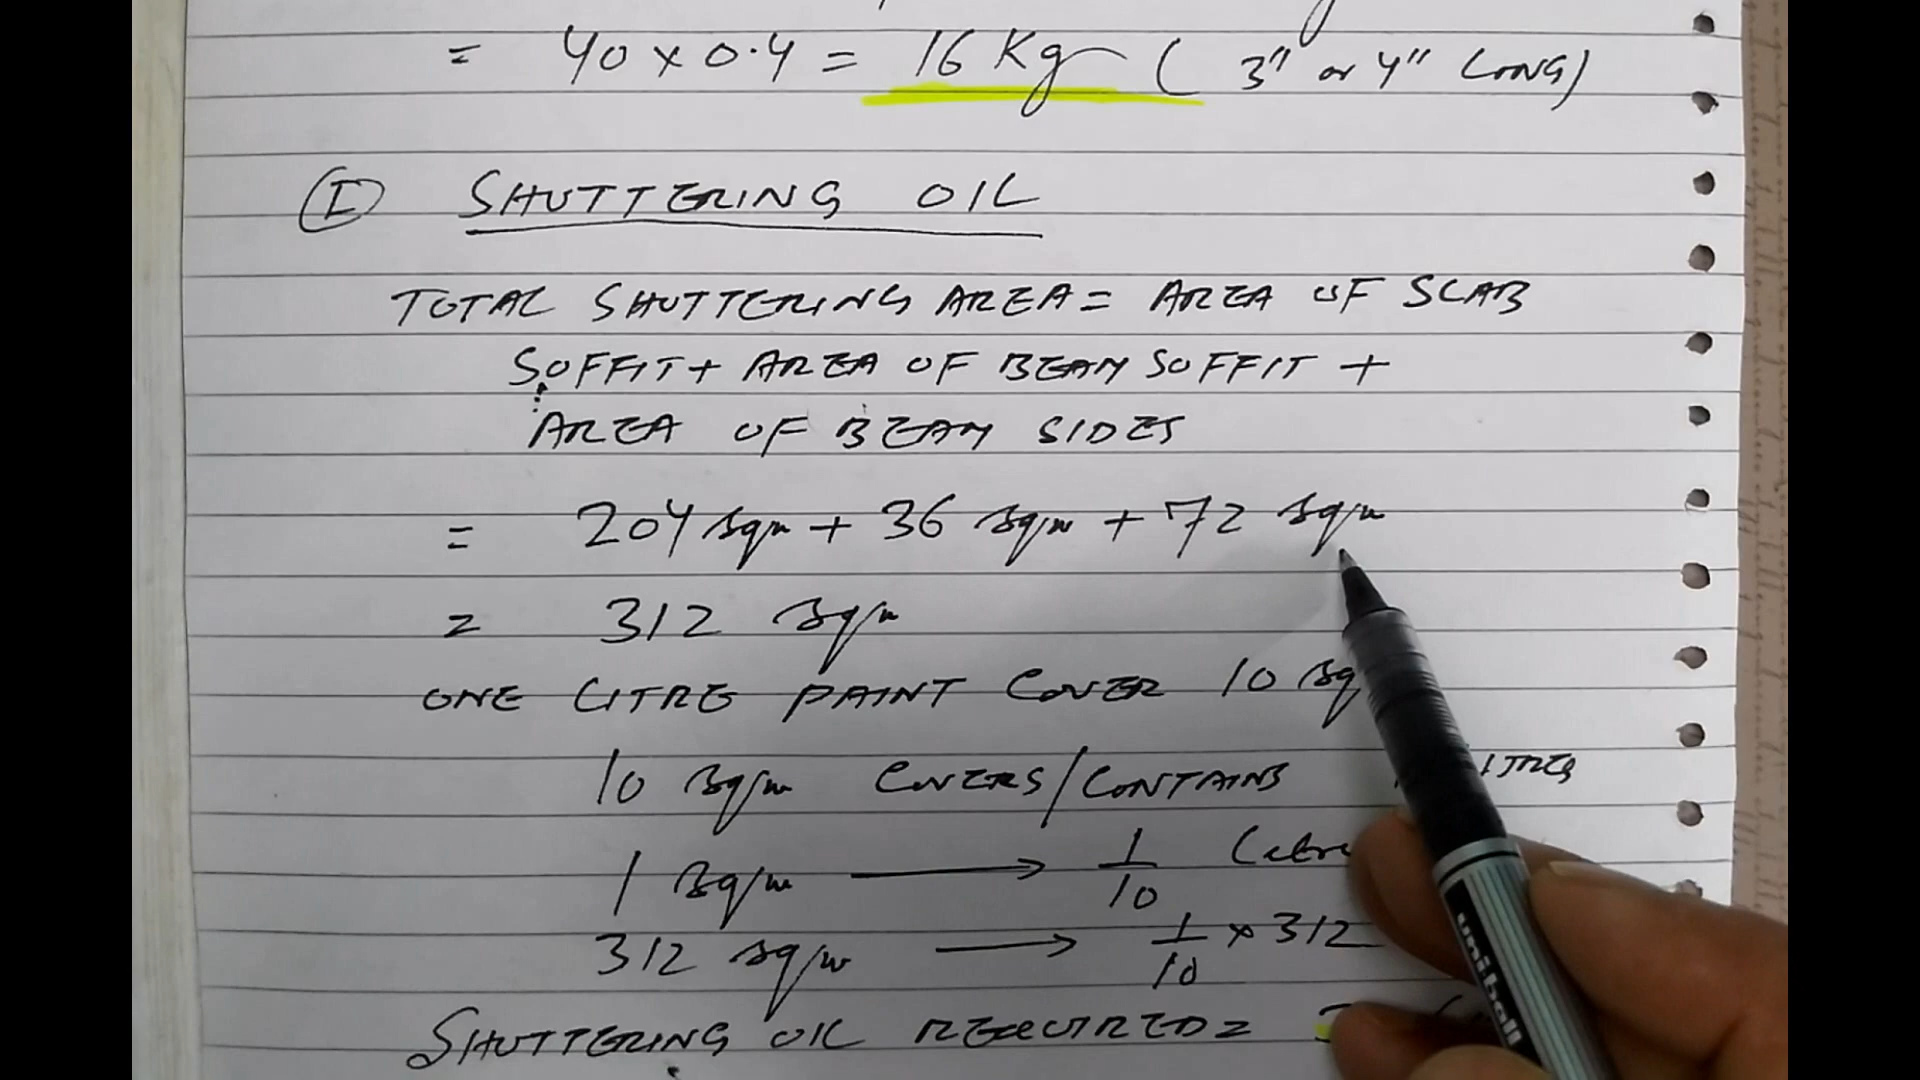 = 40 x 0.4 = 16 Kg ( 3" or 4" LONG)
I SHUTTERING OIL
TOTAL SHUTTERING AREA = AREA OF SLAB
SOFFIT + AREA OF BEAM SOFFIT +
AREA OF BEAM SIDES
= 204 sqm + 36 sqm + 72 sqm
= 312 sqm
ONE LITRE PAINT COVER 10
10 sqm COVERS/CONTAINS
1 sqm → 1/10 Litre
312 sqm → 1/10 x 312
SHUTTERING OIL REQUIRED =
uni-ball